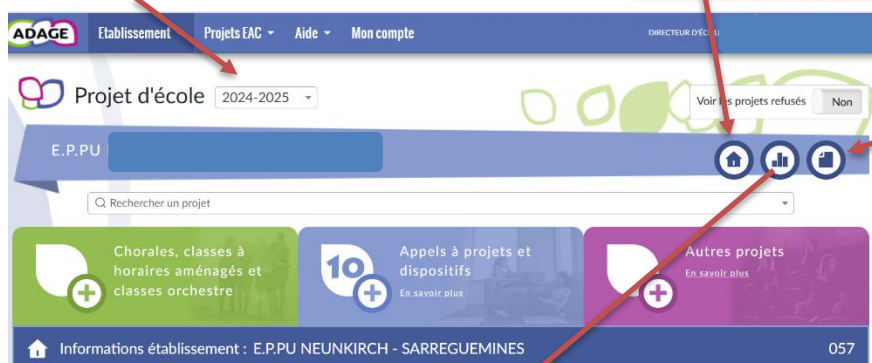 ADAGE Etablissement Projets EAC Aide Mon compte DIRECTEUR
Projet d'école 2024-2025 Voir les projets refusés Non
E.P.PU
Rechercher un projet
Chorales, classes à
horaires aménagés et
classes orchestre
10
Appels à projets et
dispositifs
En savoir plus
Autres projets
En savoir plus
Informations établissement : E.P.PU NEUNKIRCH - SARREGUEMINES 057